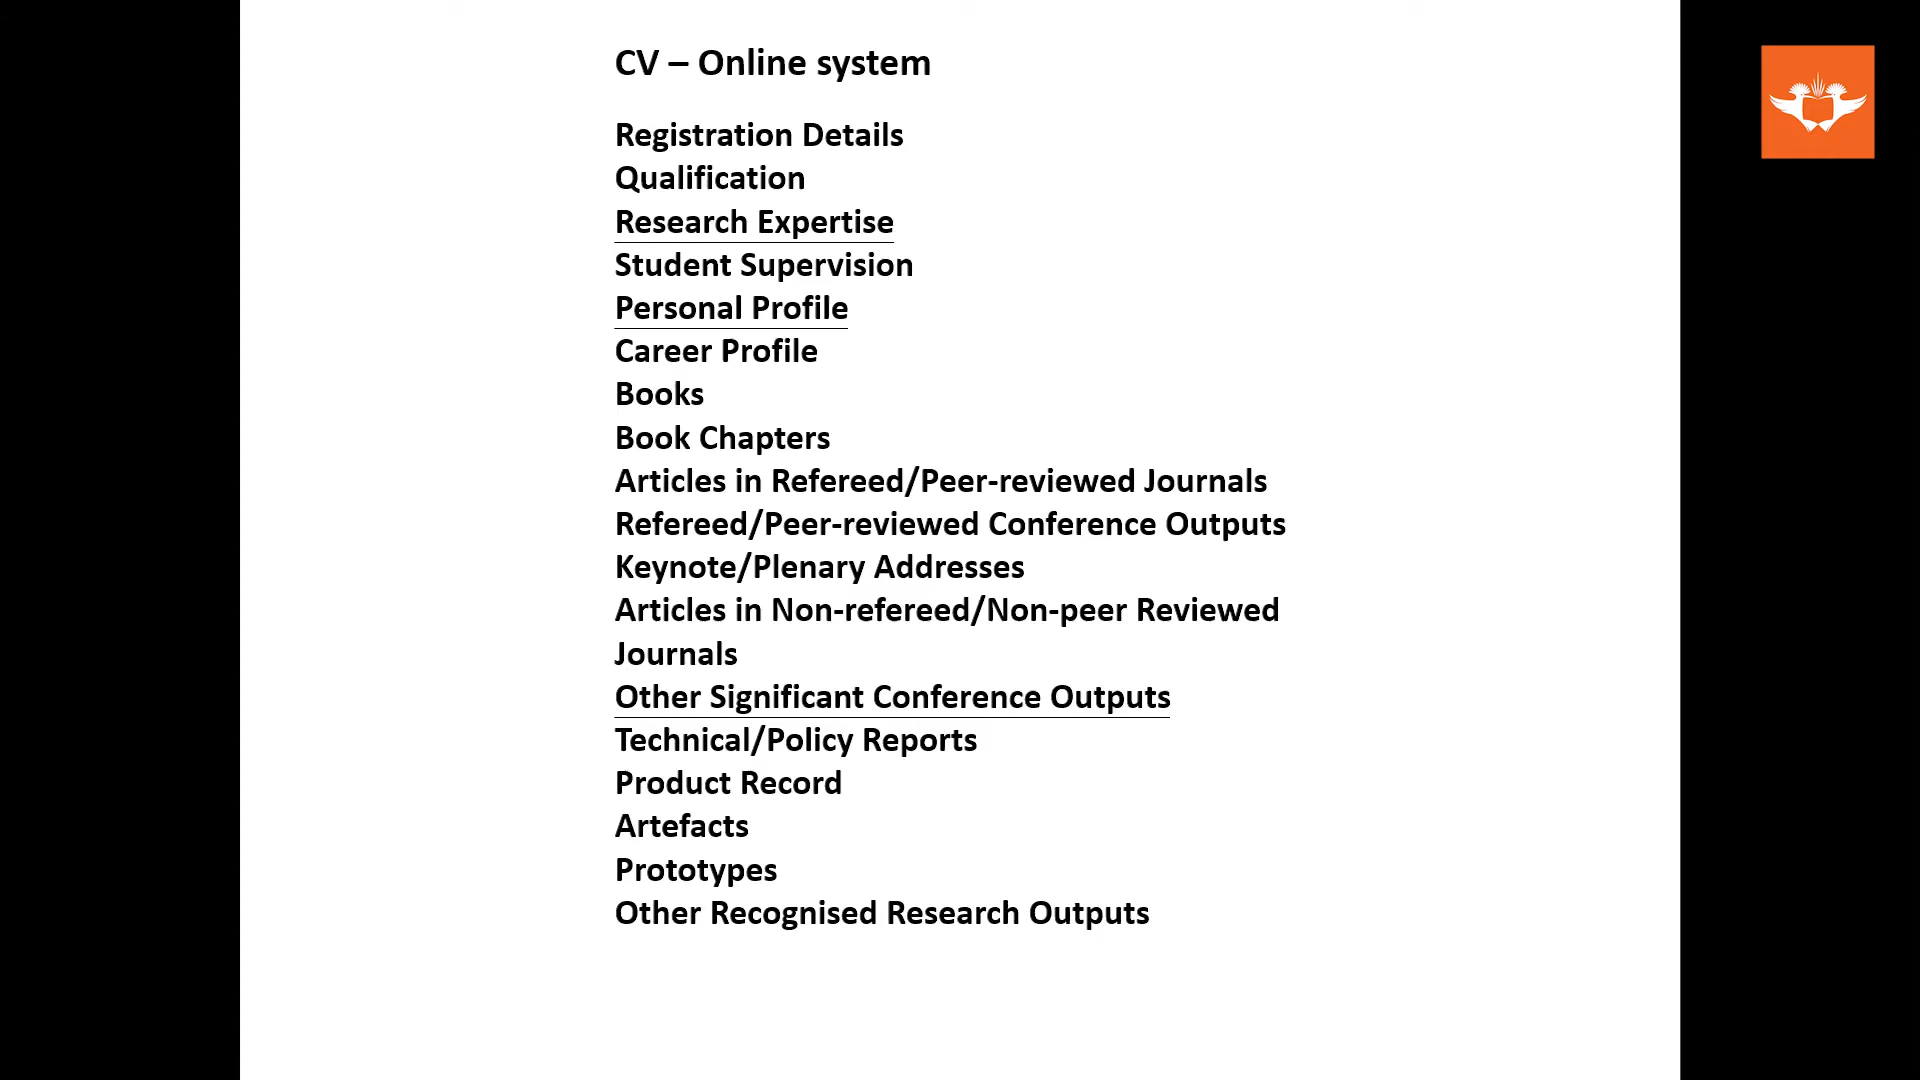 CV – Online system
Registration Details
Qualification
Research Expertise
Student Supervision
Personal Profile
Career Profile
Books
Book Chapters
Articles in Refereed/Peer-reviewed Journals
Refereed/Peer-reviewed Conference Outputs
Keynote/Plenary Addresses
Articles in Non-refereed/Non-peer Reviewed
Journals
Other Significant Conference Outputs
Technical/Policy Reports
Product Record
Artefacts
Prototypes
Other Recognised Research Outputs